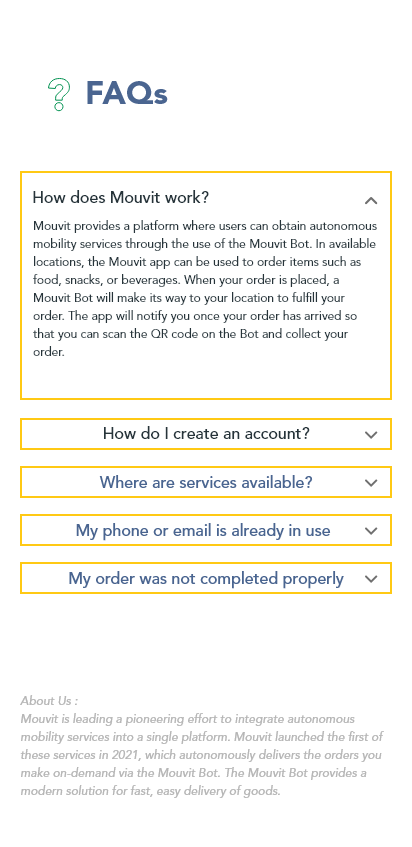 FAQs
How does Mouvit work?
Mouvit provides a platform where users can obtain autonomous
mobility services through the use of the Mouvit Bot. In available
locations, the Mouvit app can be used to order items such as
food, snacks, or beverages. When your order is placed, a
Mouvit Bot will make its way to your location to fulfill your
order. The app will notify you once your order has arrived so
that you can scan the QR code on the Bot and collect your
order.
How do I create an account?
Where are services available?
My phone or email is already in use
My order was not completed properly
About Us :
Mouvit is leading a pioneering effort to integrate autonomous
mobility services into a single platform. Mouvit launched the first of
these services in 2021, which autonomously delivers the orders you
make on-demand via the Mouvit Bot. The Mouvit Bot provides a
modern solution for fast, easy delivery of goods.